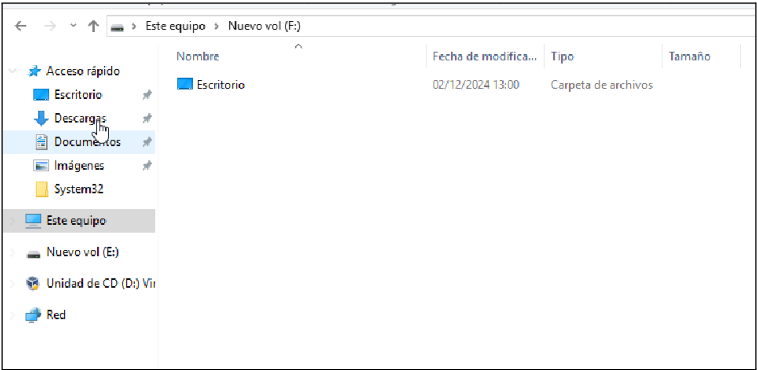 Este equipo > Nuevo vol (F:)
Nombre Fecha de modifica... Tipo Tamaño
Acceso rápido
Escritorio Escritorio 02/12/2024 13:00 Carpeta de archivos
Descargas
Documentos
Imágenes
System32
Este equipo
Nuevo vol (E:)
Unidad de CD (D:) Vir
Red